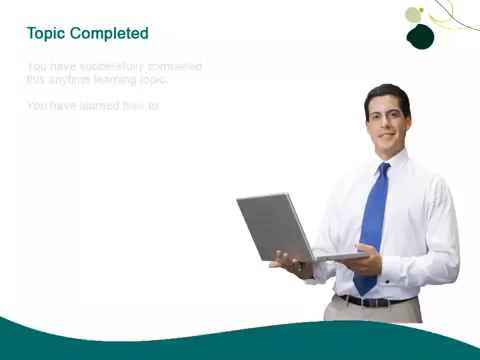 Topic Completed
You have successfully completed
this anytime learning topic.
You have learned how to